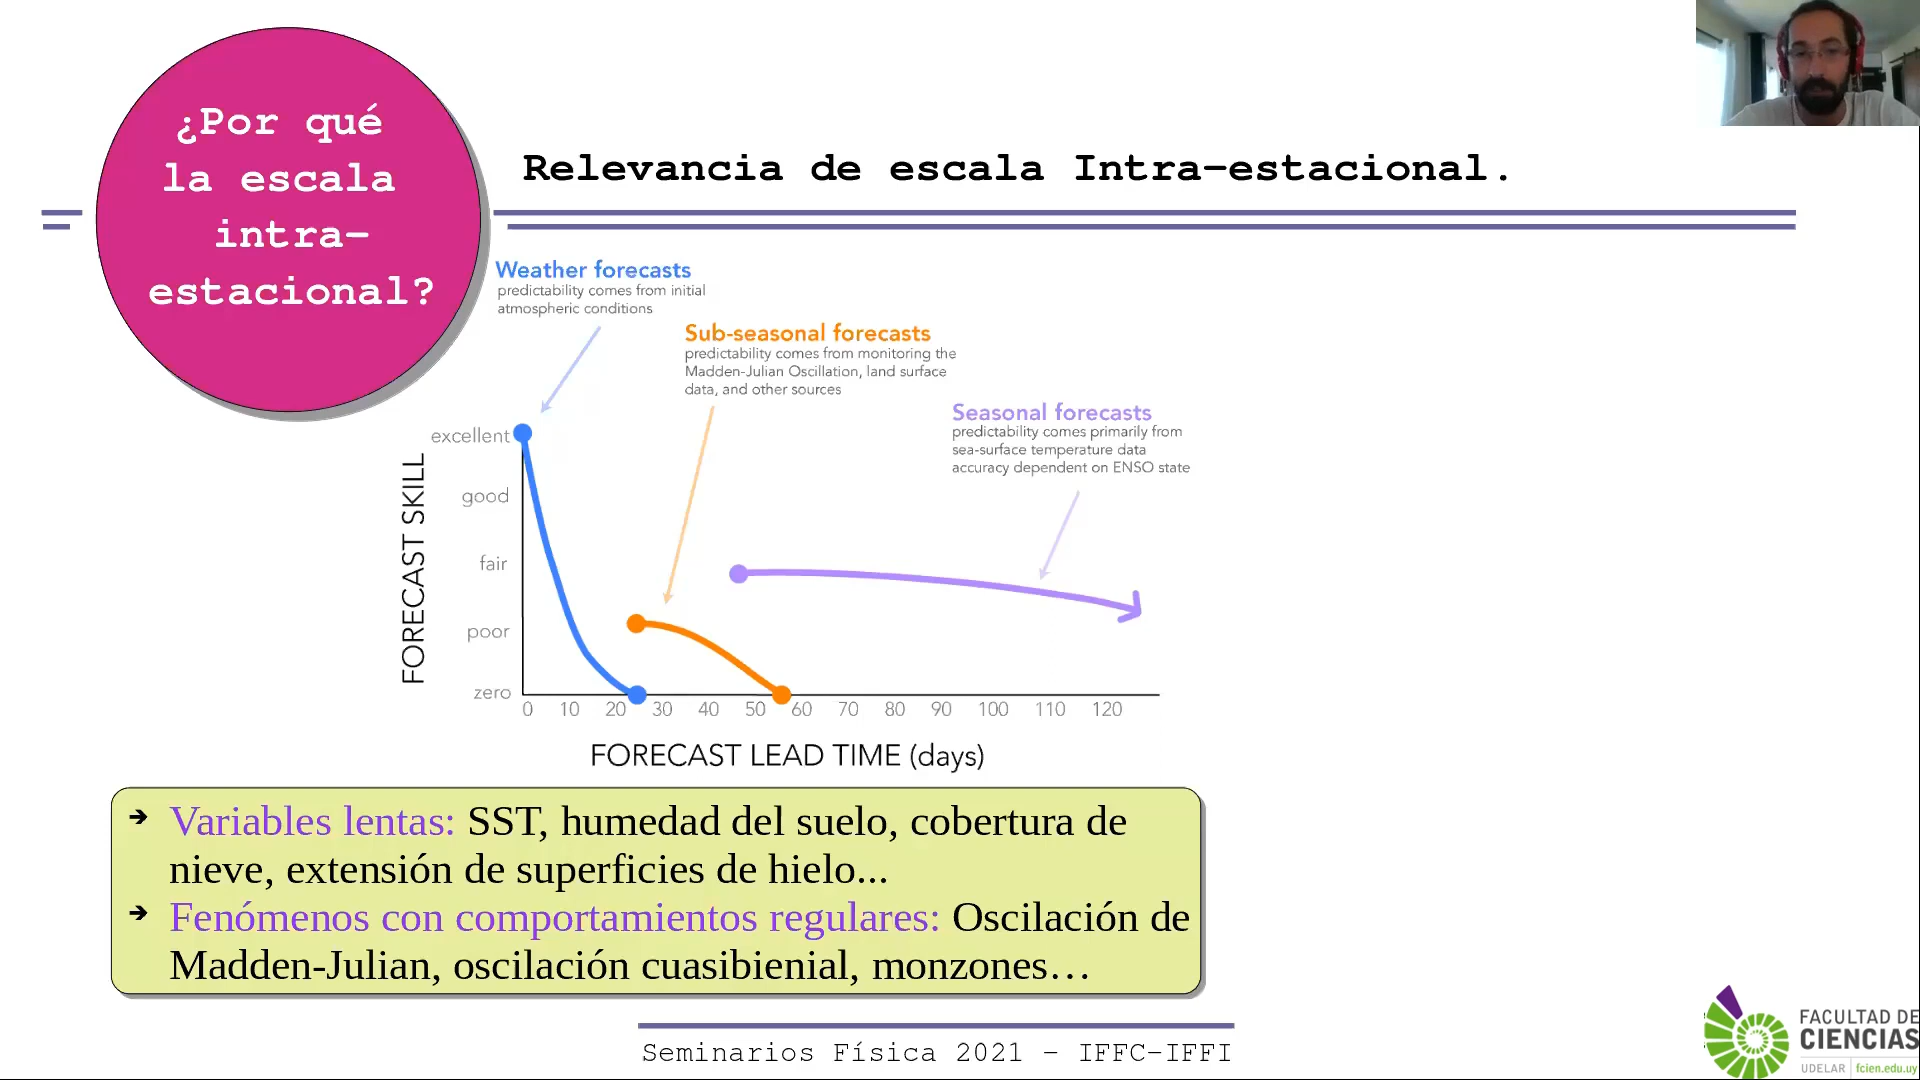 ¿Por qué
la escala
intra-
estacional?
Relevancia de escala Intra-estacional.
Weather forecasts
predictability comes from initial
atmospheric conditions
Sub-seasonal forecasts
predictability comes from monitoring the
Madden-Julian Oscillation, land surface
data, and other sources
Seasonal forecasts
predictability comes primarily from
sea-surface temperature data
accuracy dependent on ENSO state
FORECAST SKILL
excellent
good
fair
poor
zero
0 10 20 30 40 50 60 70 80 90 100 110 120
FORECAST LEAD TIME (days)
➔ Variables lentas: SST, humedad del suelo, cobertura de
nieve, extensión de superficies de hielo...
➔ Fenómenos con comportamientos regulares: Oscilación de
Madden-Julian, oscilación cuasibienial, monzones…
Seminarios Física 2021 - IFFC-IFFI
FACULTAD DE
CIENCIAS
UDELAR | fcien.edu.uy